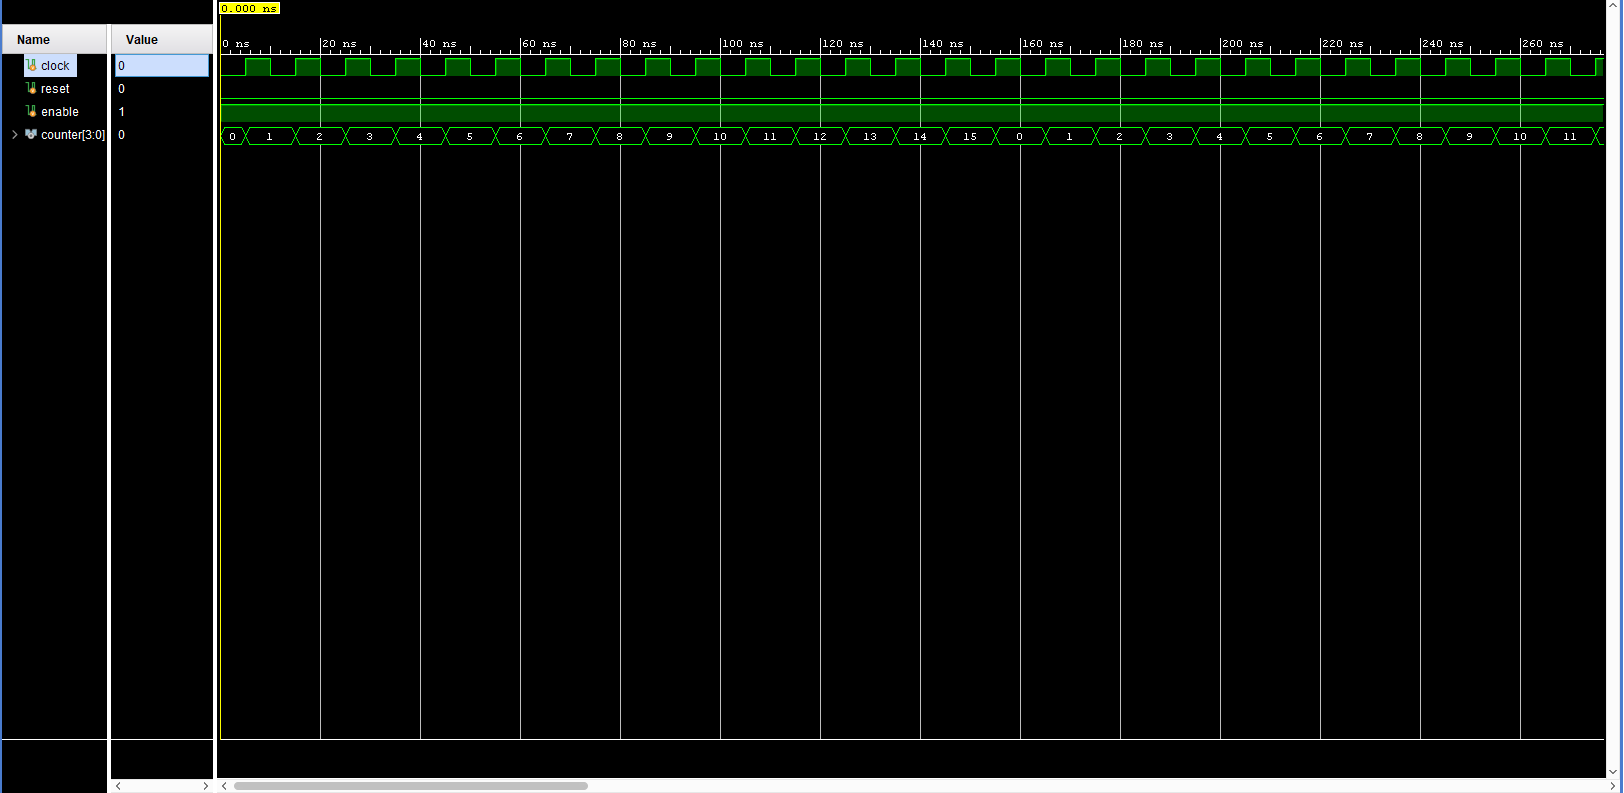 0.000 ns
Name Value
0 ns 20 ns 40 ns 60 ns 80 ns 100 ns 120 ns 140 ns 160 ns 180 ns 200 ns 220 ns 240 ns 260 ns
clock 0
reset 0
enable 1
counter[3:0] 0 0 1 2 3 4 5 6 7 8 9 10 11 12 13 14 15 0 1 2 3 4 5 6 7 8 9 10 11